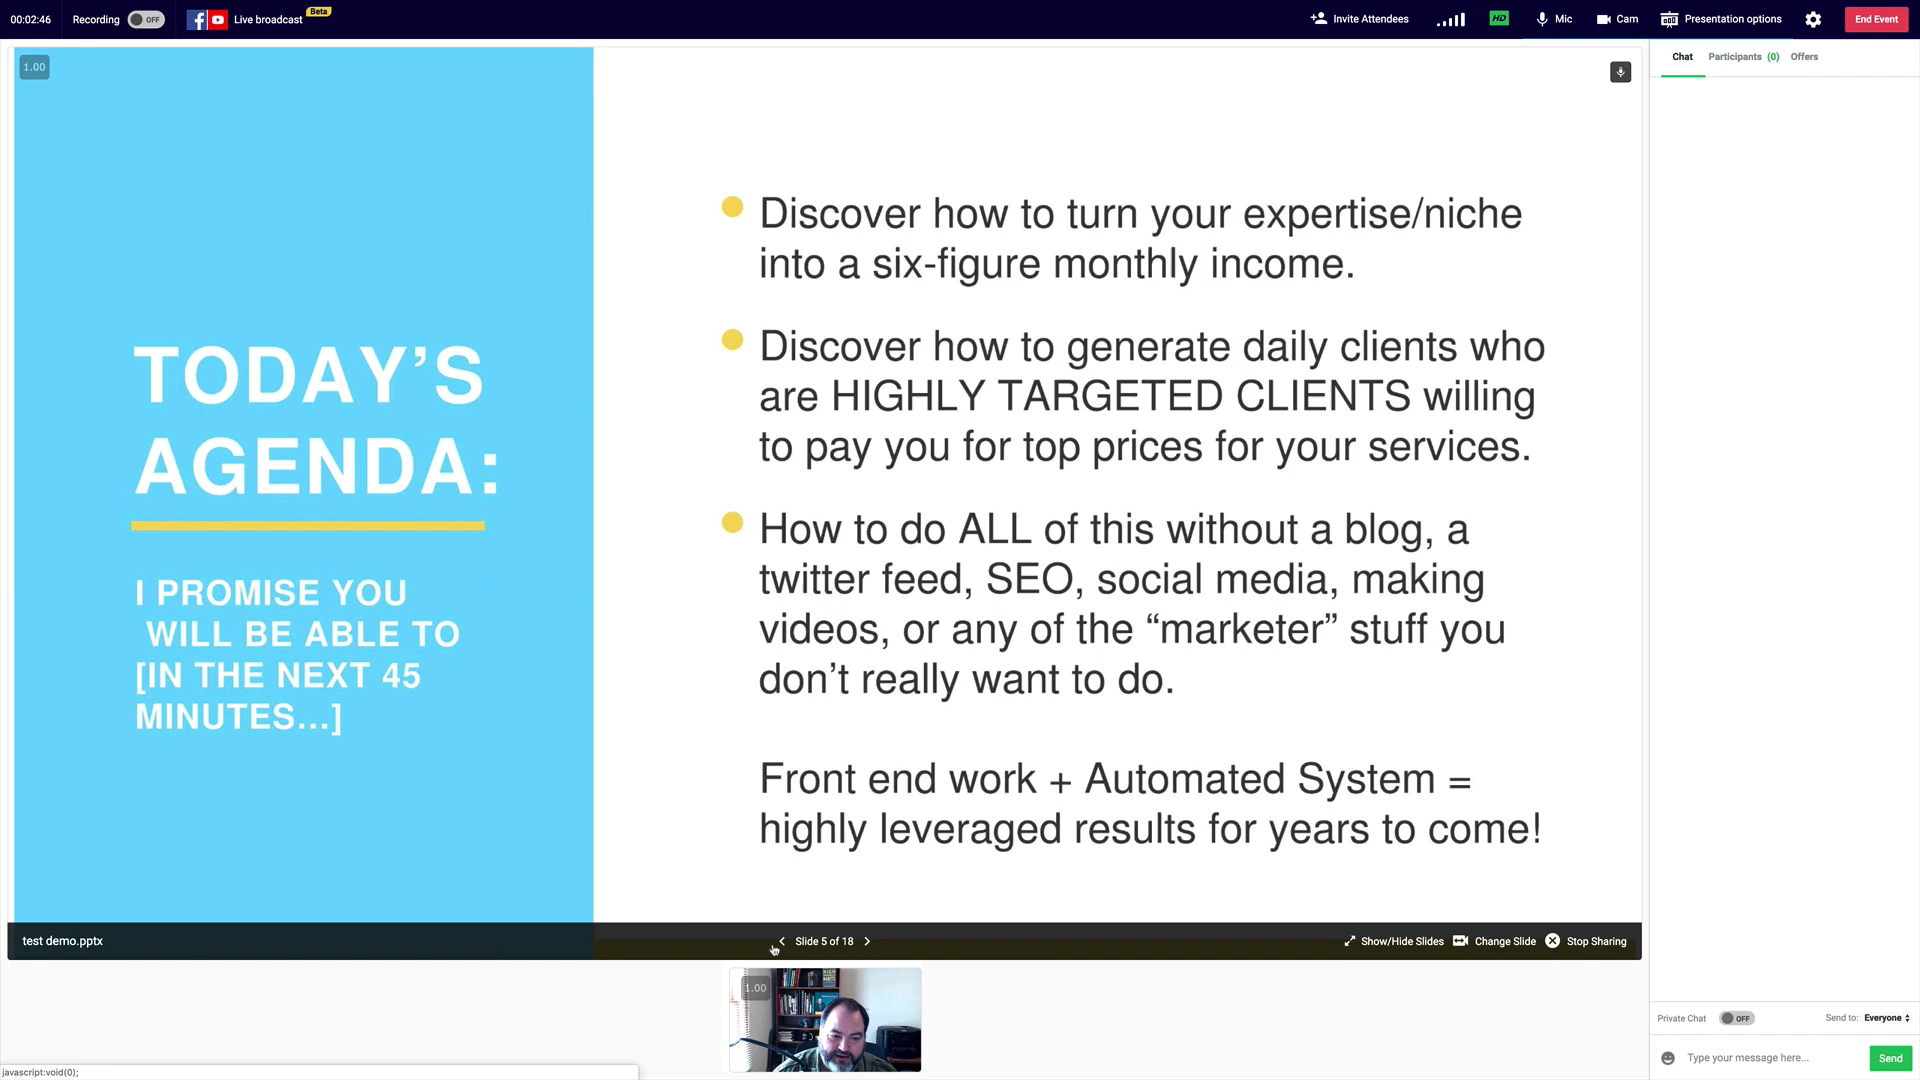 00:02:46 Recording OFF Live broadcast Beta Invite Attendees HD Mic Cam Presentation options End Event
1.00
Chat Participants (0) Offers
TODAY'S
AGENDA:
I PROMISE YOU
WILL BE ABLE TO
[IN THE NEXT 45
MINUTES...]
Discover how to turn your expertise/niche
into a six-figure monthly income.
Discover how to generate daily clients who
are HIGHLY TARGETED CLIENTS willing
to pay you for top prices for your services.
How to do ALL of this without a blog, a
twitter feed, SEO, social media, making
videos, or any of the “marketer” stuff you
don't really want to do.
Front end work + Automated System =
highly leveraged results for years to come!
test demo.pptx Slide 5 of 18 Show/Hide Slides Change Slide Stop Sharing
1.00
Private Chat OFF Send to: Everyone
Type your message here... Send
javascript:void(0);